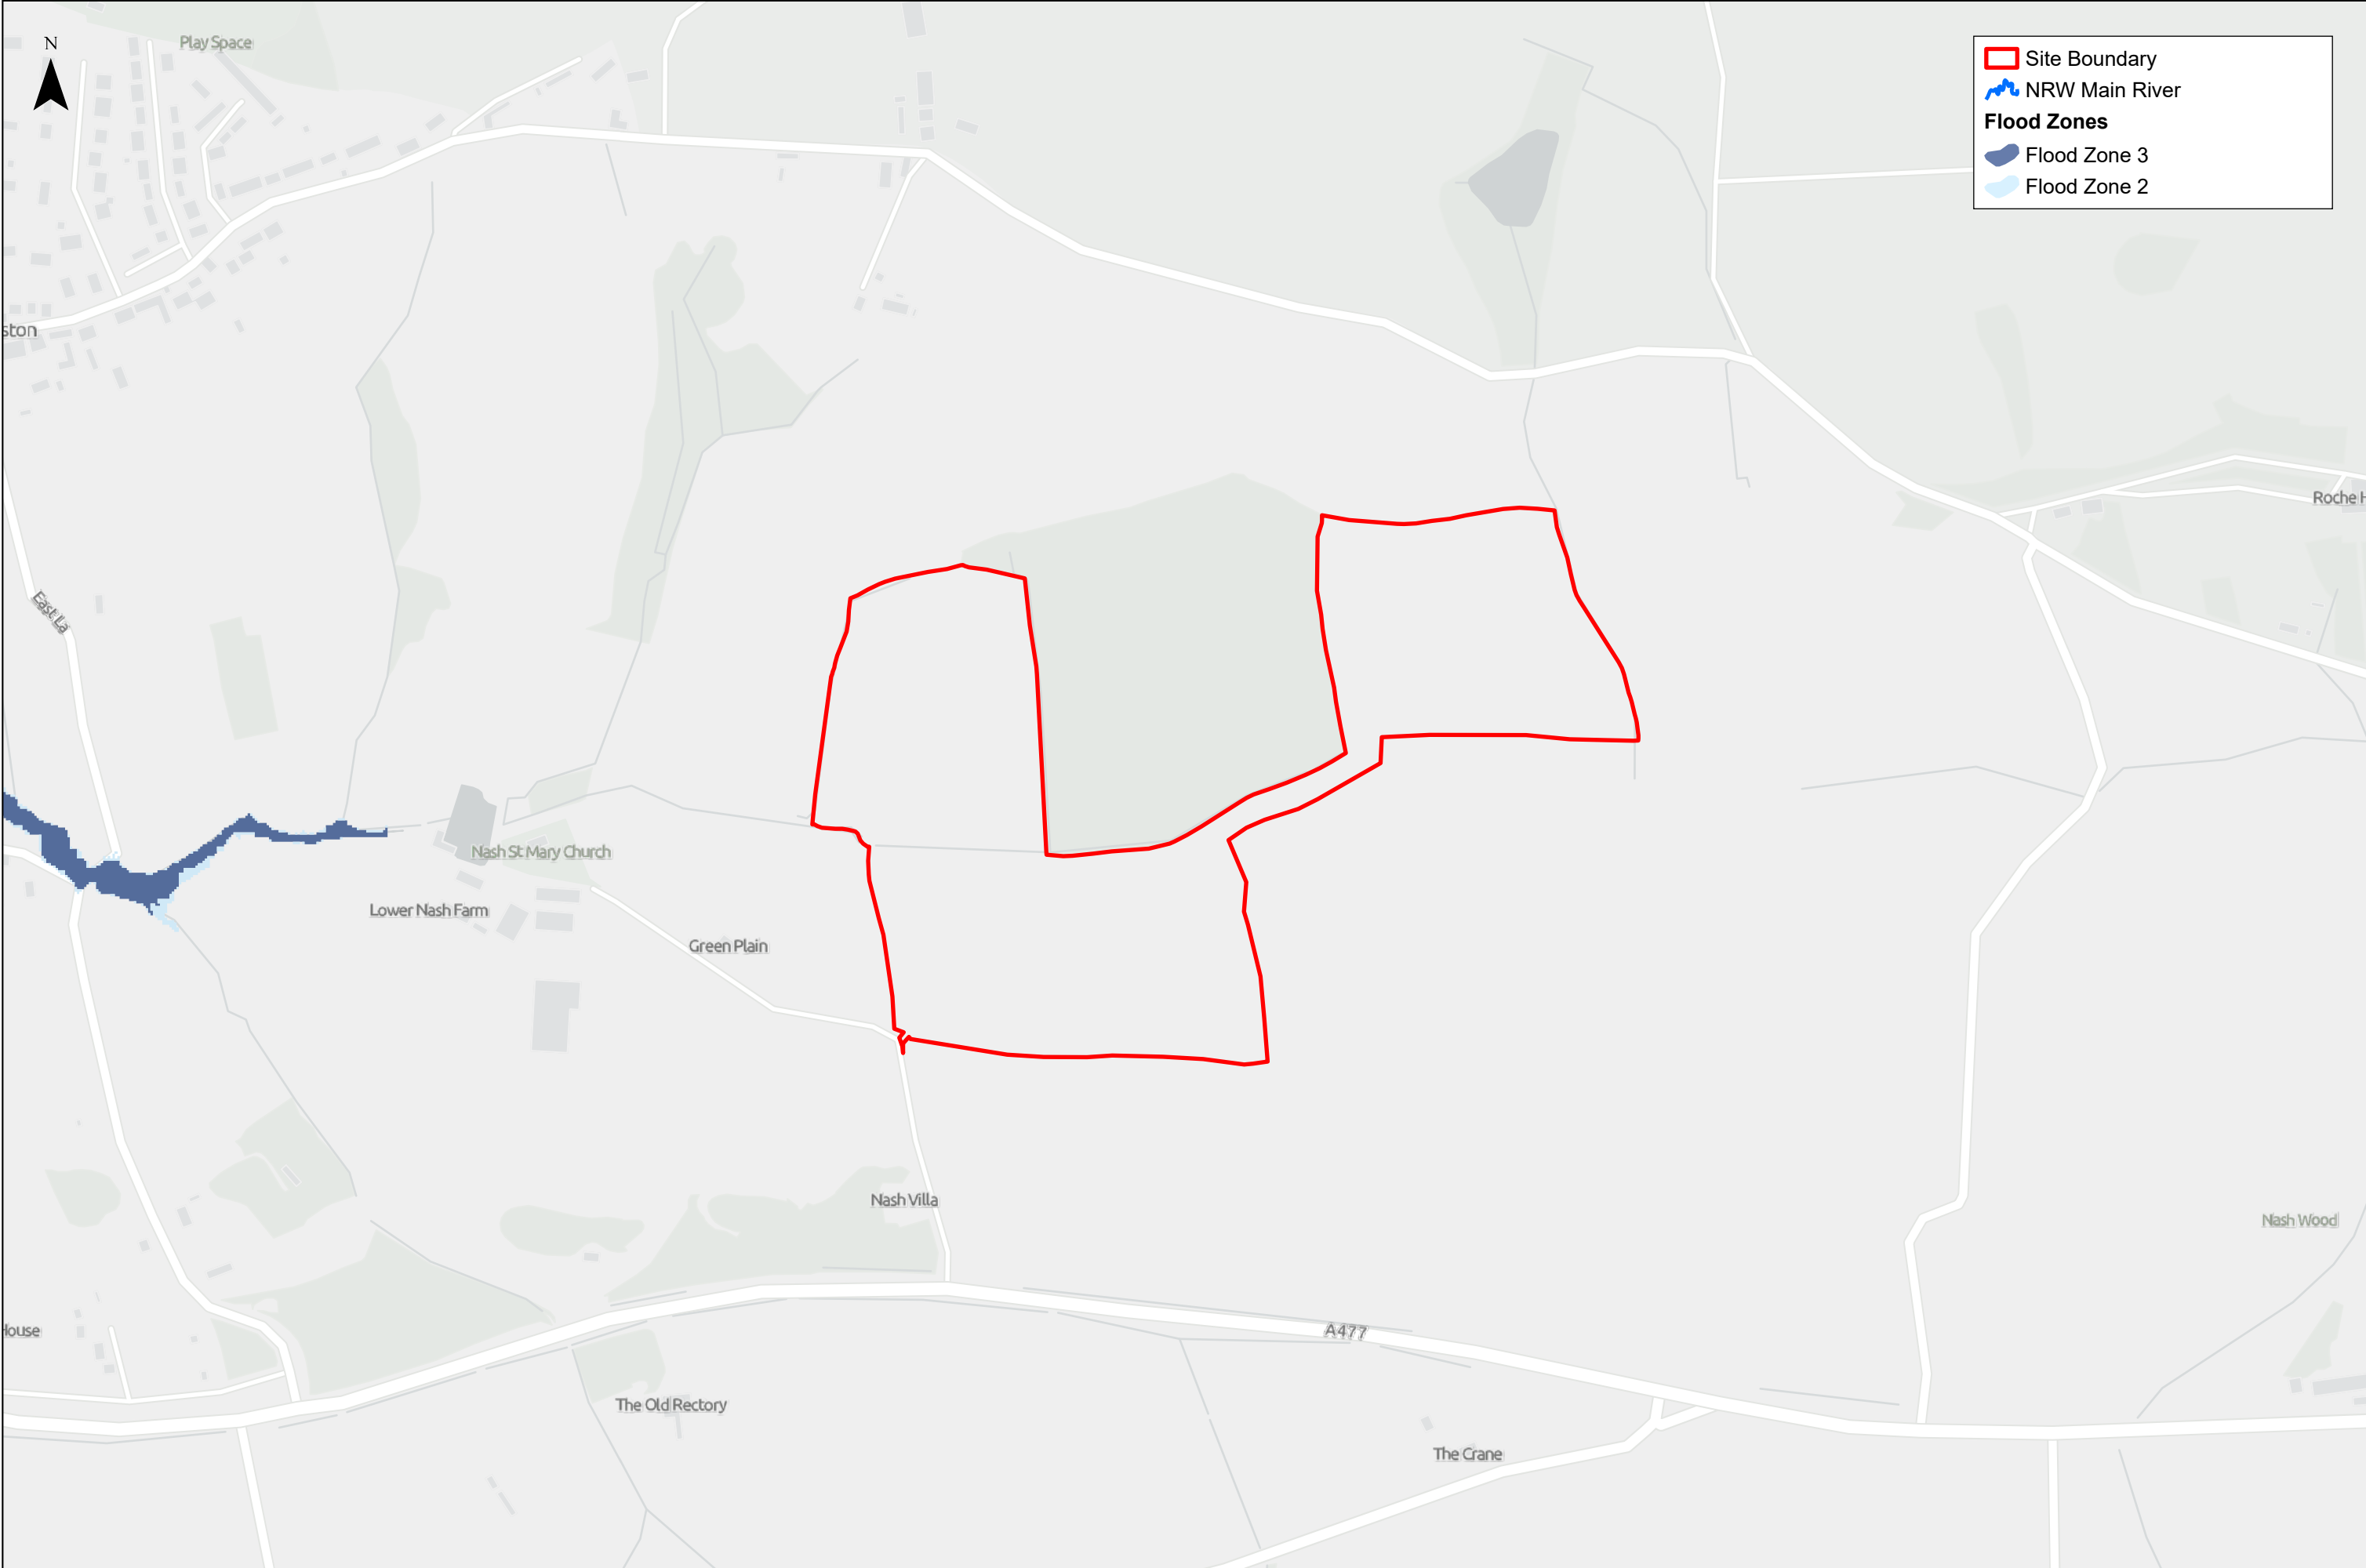 N
Play Space
Site Boundary
NRW Main River
Flood Zones
Flood Zone 3
Flood Zone 2
ston
Roche H
East La
Nash St Mary Church
Lower Nash Farm
Green Plain
Nash Villa
Nash Wood
House
A477
The Old Rectory
The Crane